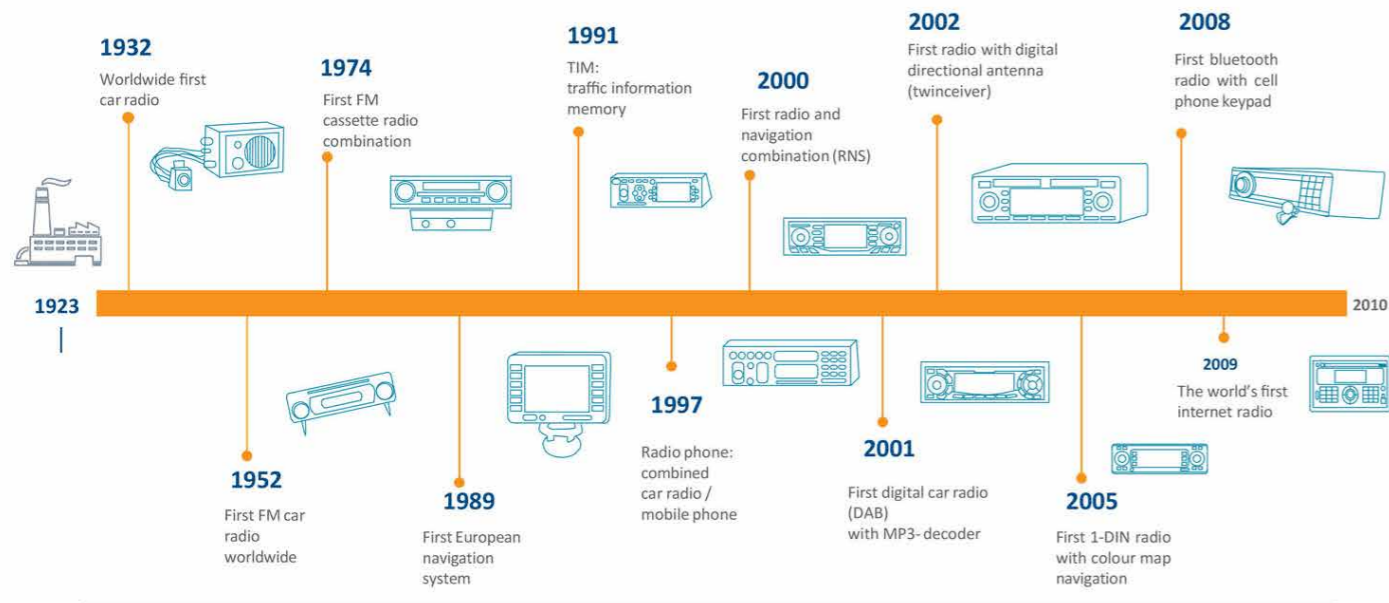 1932
Worldwide first
car radio
1974
First FM
cassette radio
combination
1991
TIM:
traffic information
memory
2000
First radio and
navigation
combination (RNS)
2002
First radio with digital
directional antenna
(twinceiver)
2008
First bluetooth
radio with cell
phone keypad
1923
2010
1952
First FM car
radio
worldwide
1989
First European
navigation
system
1997
Radio phone:
combined
car radio /
mobile phone
2001
First digital car radio
(DAB)
with MP3- decoder
2005
First 1-DIN radio
with colour map
navigation
2009
The world's first
internet radio